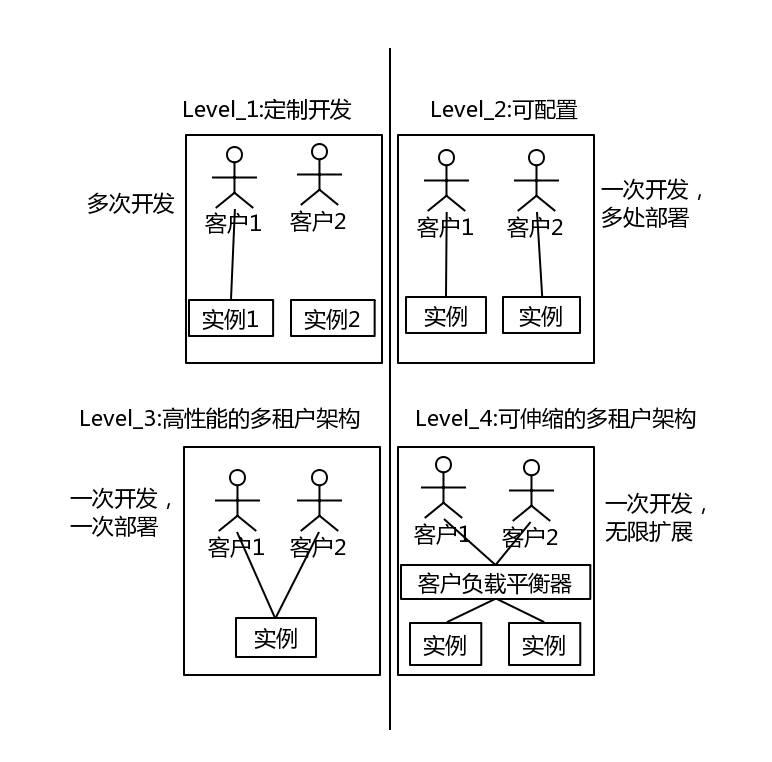 Level_1:定制开发
多次开发
客户1
客户2
实例1
实例2
Level_2:可配置
客户1
客户2
一次开发，
多处部署
实例
实例
Level_3:高性能的多租户架构
一次开发，
一次部署
客户1
客户2
实例
Level_4:可伸缩的多租户架构
客户1
客户2
一次开发，
无限扩展
客户负载平衡器
实例
实例